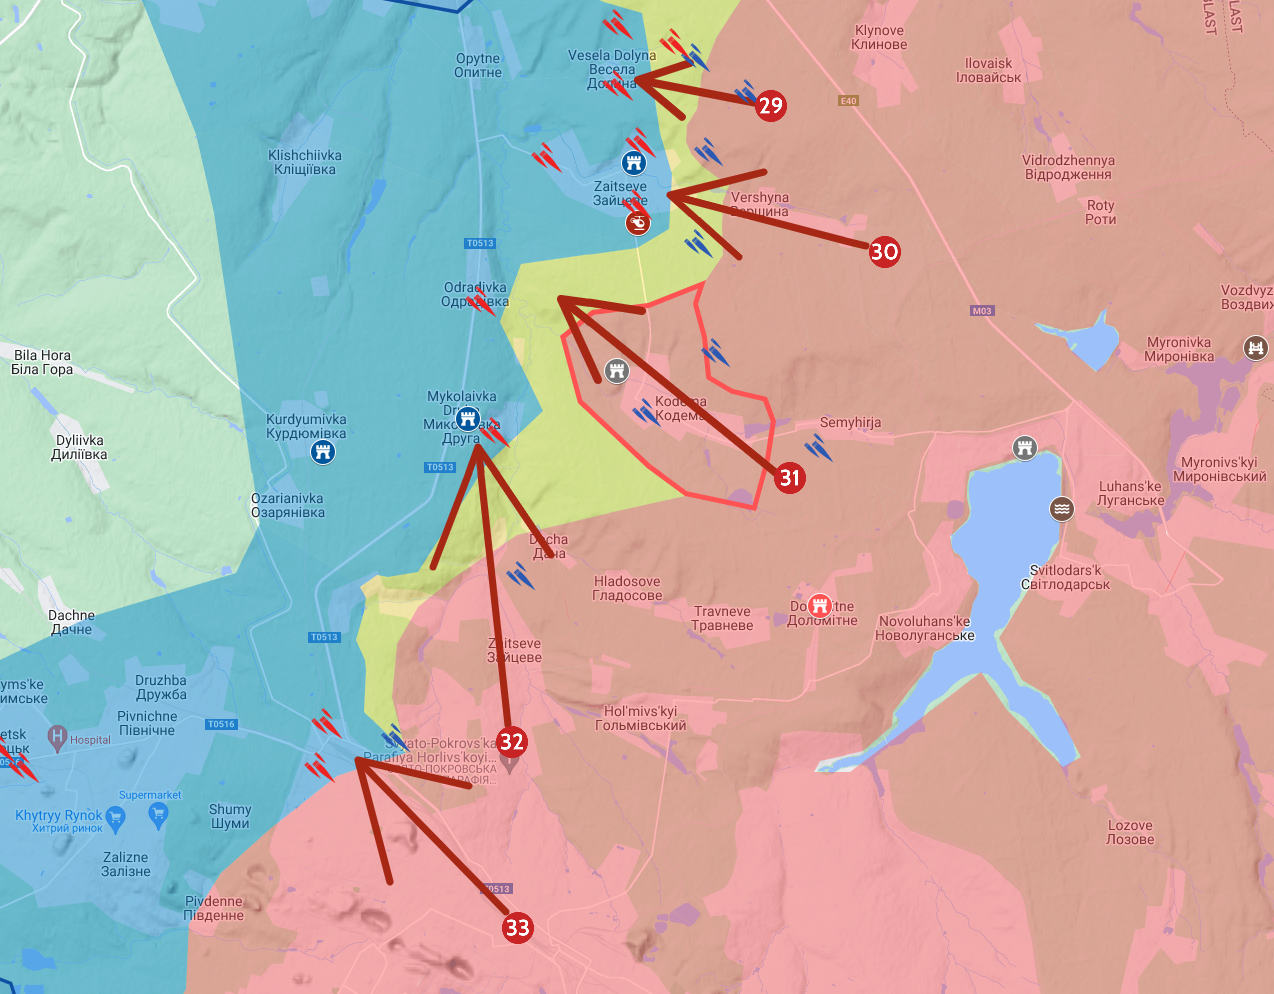 BLAST
LAST
Klynove
Клинове
Ilovaisk
Іловайськ
Opytne
Опитне
Vesela Dolyna
Весела
Долина
29
E40
Klishchiivka
Кліщіївка
Zaitseve
Зайцеве
Vidrodzhennya
Відродження
Vershyna
Вершина
Roty
Роти
T0513
30
Odradivka
Одрадівка
Vozdvyz
Воздвиж
M03
Bila Hora
Біла Гора
Myronivka
Миронівка
Mykolaivka
Миколаївка
Друга
Kodema
Кодема
Kurdyumivka
Курдюмівка
Semyhirja
Dyliivka
Диліївка
T0513
31
Myronivs'kyi
Миронівський
Luhans'ke
Луганське
Ozarianivka
Озарянівка
Dacha
Дача
Hladosove
Гладосове
Svitlodars'k
Світлодарськ
Dachne
Дачне
Travneve
Травневе
Доломітне
Novoluhans'ke
Новолуганське
T0513
Zaitseve
Зайцеве
yms'ke
имське
Druzhba
Дружба
Pivnichne
Північне
T0516
Hol'mivs'kyi
Гольмівський
etsk
цьк
Hospital
32
Parafiya Horlivs'koyi...
Supermarket
Khytryy Rynok
Хитрий ринок
Shumy
Шуми
Lozove
Лозове
Zalizne
Залізне
T0513
Pivdenne
Південне
33